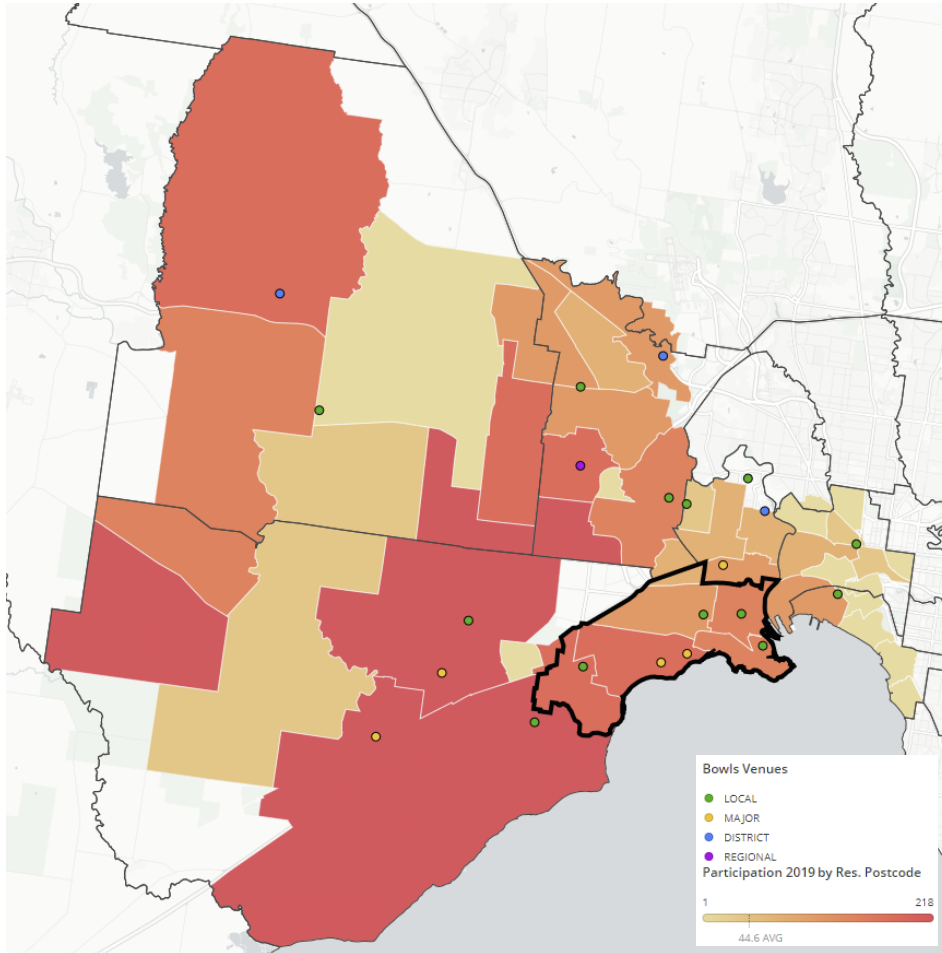 Bowls Venues
LOCAL
MAJOR
DISTRICT
REGIONAL
Participation 2019 by Res. Postcode
1 218
44.6 AVG